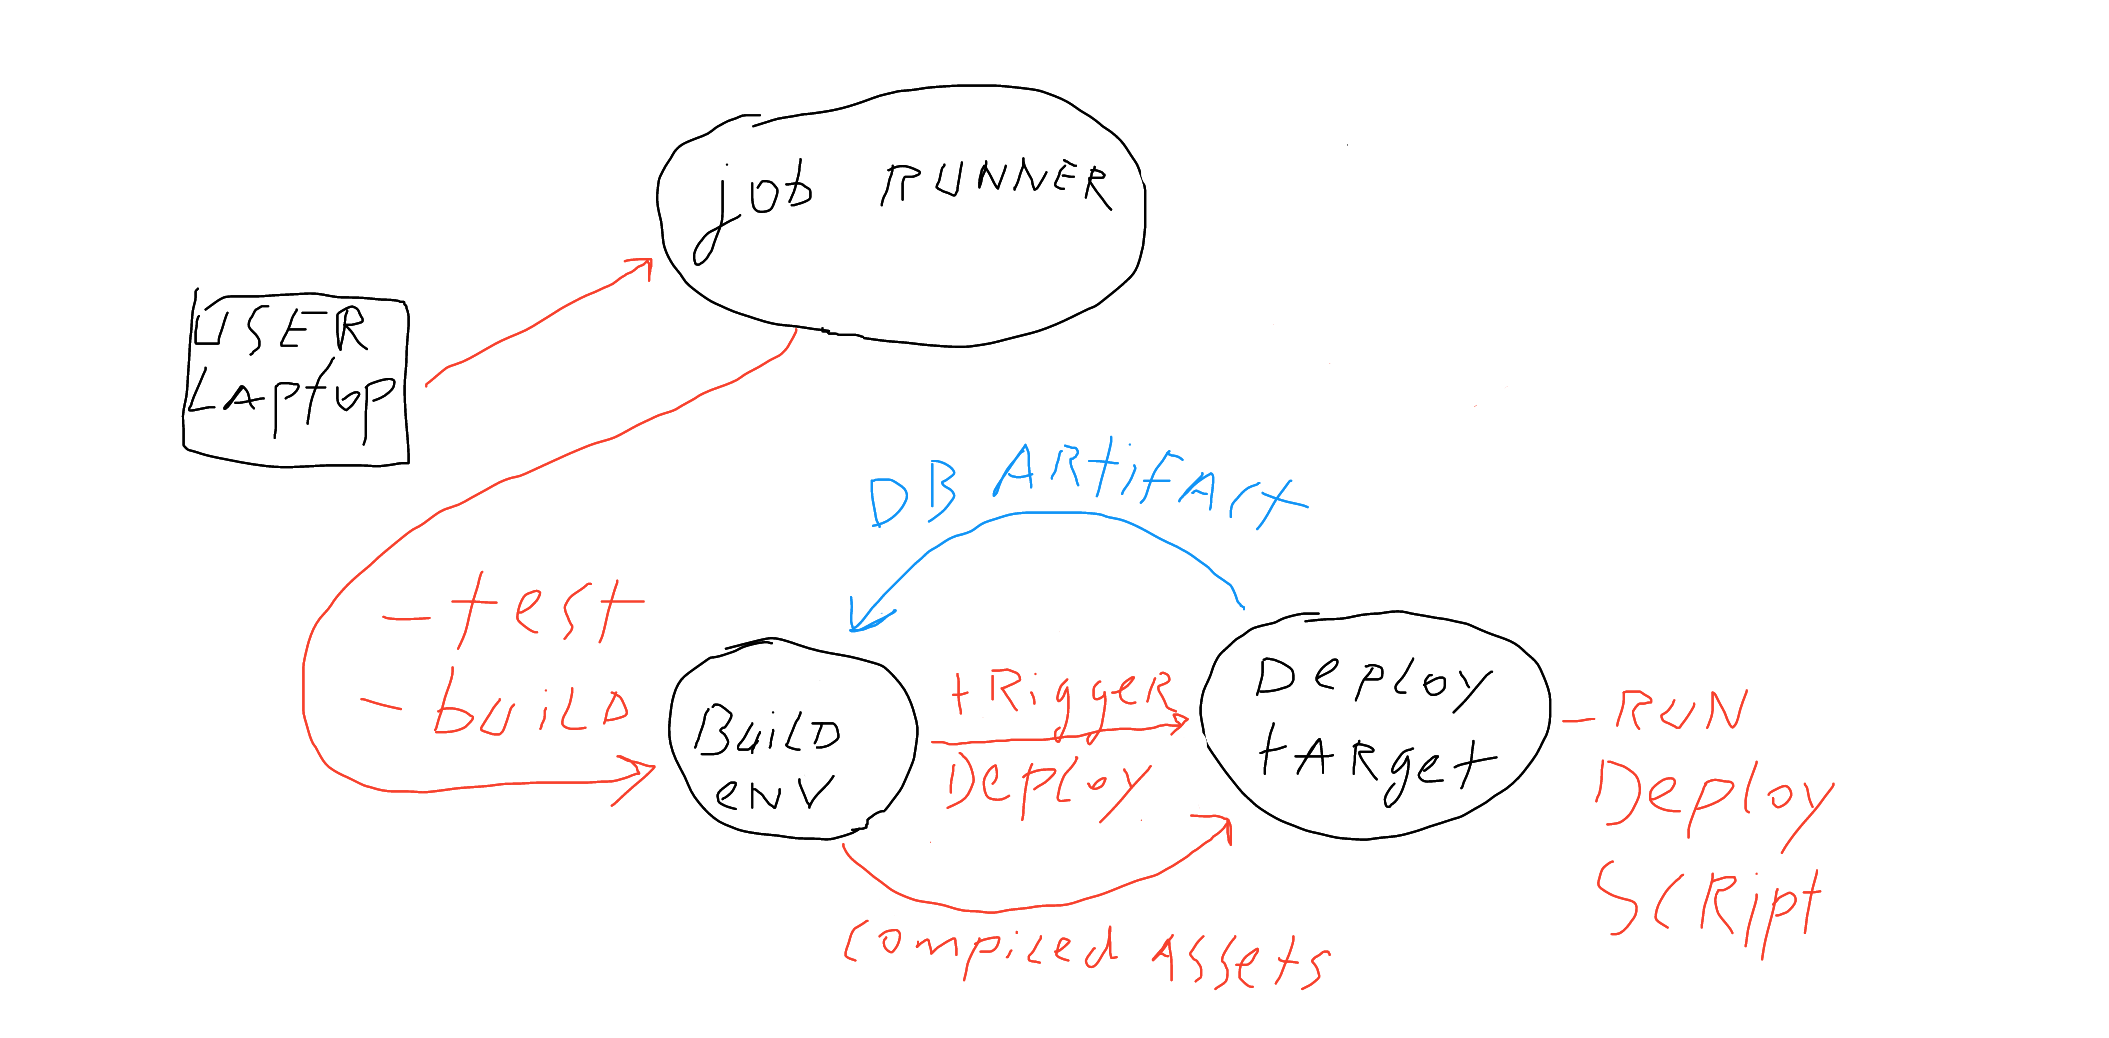 job RUNNER
USER
LAptop
DB ARtiFAct
- test
- buiLD
BuiLD
eNV
tRiggeR
DepLoy
DepLoy
tARget
- RUN
DepLoy
ScRipt
compiLed Assets